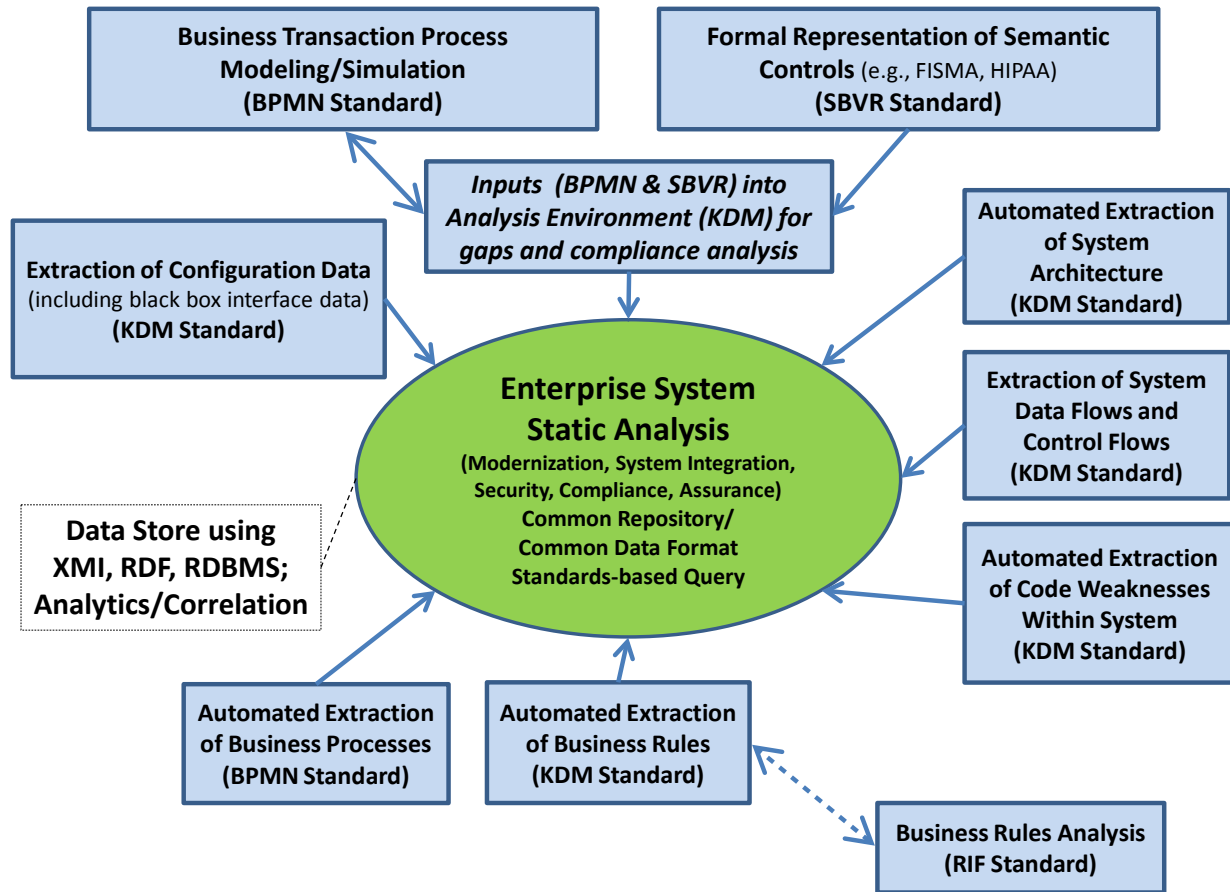 Business Transaction Process
Modeling/Simulation
(BPMN Standard)
Formal Representation of Semantic
Controls (e.g., FISMA, HIPAA)
(SBVR Standard)
Inputs (BPMN & SBVR) into
Analysis Environment (KDM) for
gaps and compliance analysis
Extraction of Configuration Data
(including black box interface data)
(KDM Standard)
Automated Extraction
of System
Architecture
(KDM Standard)
Enterprise System
Static Analysis
(Modernization, System Integration,
Security, Compliance, Assurance)
Common Repository/
Common Data Format
Standards-based Query
Extraction of System
Data Flows and
Control Flows
(KDM Standard)
Data Store using
XMI, RDF, RDBMS;
Analytics/Correlation
Automated Extraction
of Code Weaknesses
Within System
(KDM Standard)
Automated Extraction
of Business Processes
(BPMN Standard)
Automated Extraction
of Business Rules
(KDM Standard)
Business Rules Analysis
(RIF Standard)